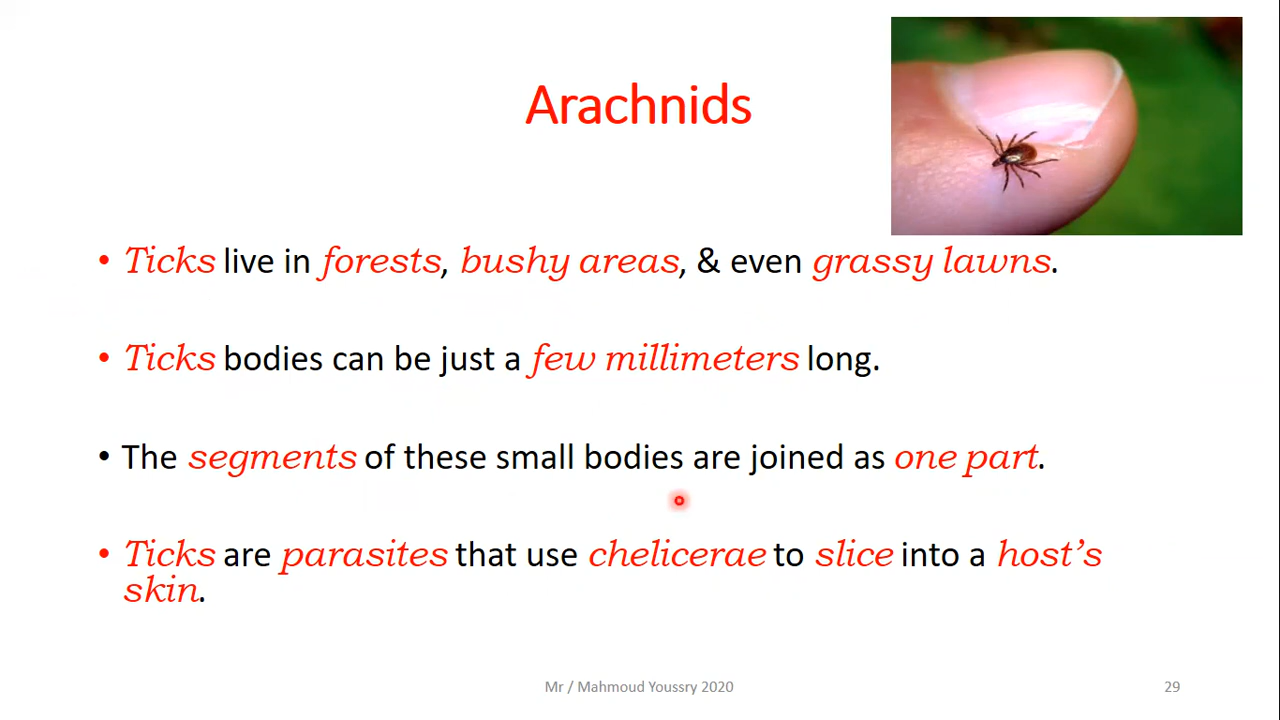 Arachnids
• Ticks live in forests, bushy areas, & even grassy lawns.
• Ticks bodies can be just a few millimeters long.
• The segments of these small bodies are joined as one part.
• Ticks are parasites that use chelicerae to slice into a host’s
skin.
Mr / Mahmoud Youssry 2020
29